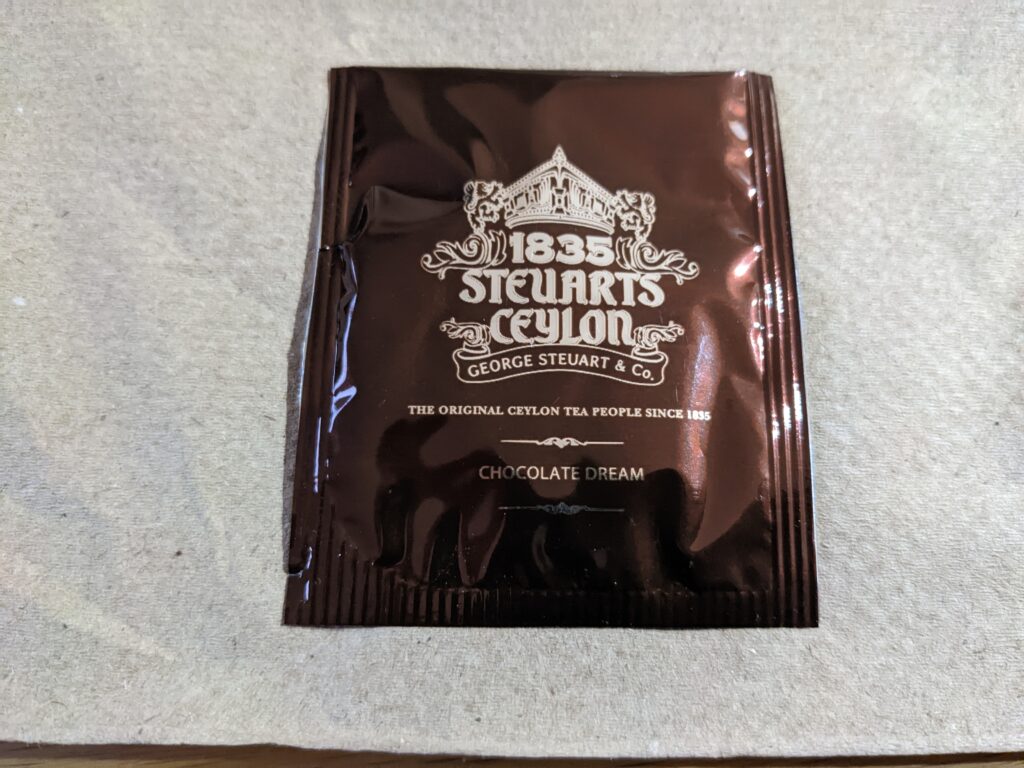 1835
STEUARTS
CEYLON
GEORGE STEUART & Co.
THE ORIGINAL CEYLON TEA PEOPLE SINCE 1835
CHOCOLATE DREAM